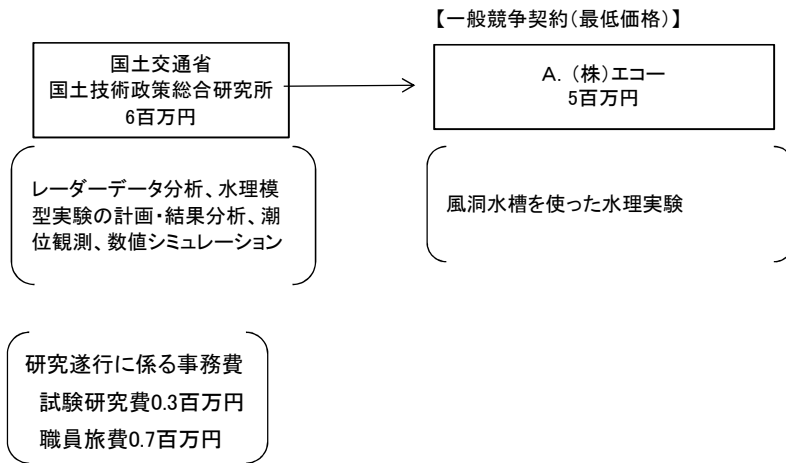 【一般競争契約(最低価格)】
国土交通省
国土技術政策総合研究所
6百万円
A. (株)エコー
5百万円
レーダーデータ分析、水理模
型実験の計画・結果分析、潮
位観測、数値シミュレーション
風洞水槽を使った水理実験
研究遂行に係る事務費
試験研究費0.3百万円
職員旅費0.7百万円